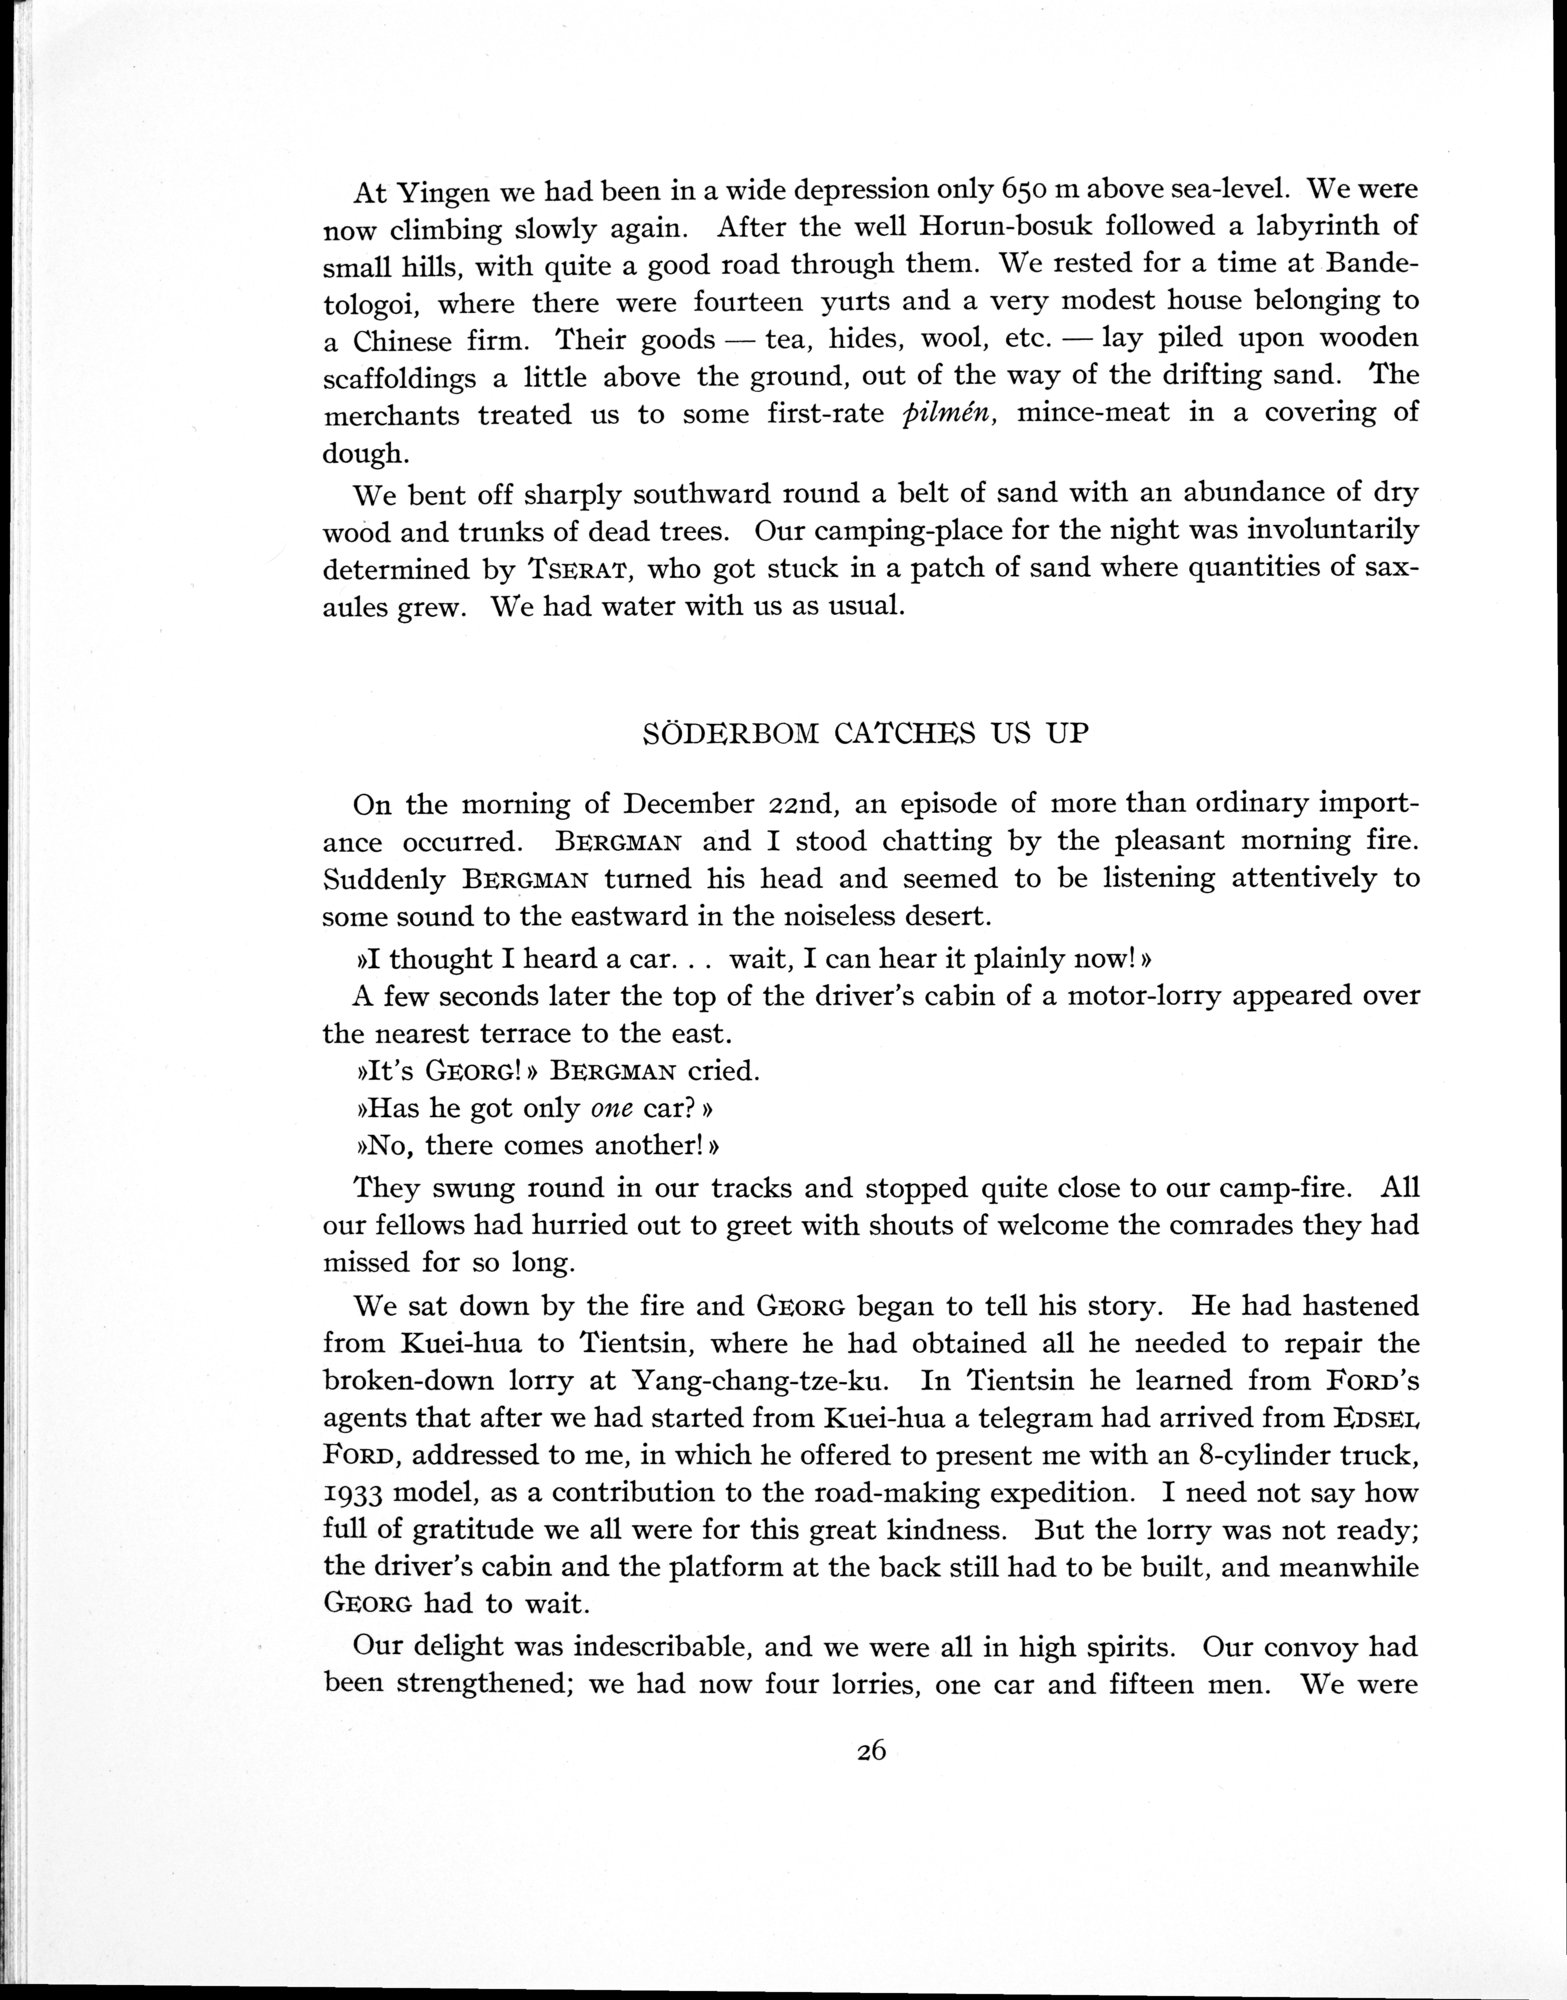 At Yingen we had been in a wide depression only 650 m above sea-level. We were
now climbing slowly again. After the well Horun-bosuk followed a labyrinth of
small hills, with quite a good road through them. We rested for a time at Bande-
tologoi, where there were fourteen yurts and a very modest house belonging to
a Chinese firm. Their goods — tea, hides, wool, etc. — lay piled upon wooden
scaffoldings a little above the ground, out of the way of the drifting sand. The
merchants treated us to some first-rate pilmén, mince-meat in a covering of
dough.
We bent off sharply southward round a belt of sand with an abundance of dry
wood and trunks of dead trees. Our camping-place for the night was involuntarily
determined by TSERAT, who got stuck in a patch of sand where quantities of sax-
aules grew. We had water with us as usual.
SÖDERBOM CATCHES US UP
On the morning of December 22nd, an episode of more than ordinary import-
ance occurred. BERGMAN and I stood chatting by the pleasant morning fire.
Suddenly BERGMAN turned his head and seemed to be listening attentively to
some sound to the eastward in the noiseless desert.
»I thought I heard a car. . . wait, I can hear it plainly now!»
A few seconds later the top of the driver's cabin of a motor-lorry appeared over
the nearest terrace to the east.
»It's GEORG!» BERGMAN cried.
»Has he got only one car?»
»No, there comes another!»
They swung round in our tracks and stopped quite close to our camp-fire. All
our fellows had hurried out to greet with shouts of welcome the comrades they had
missed for so long.
We sat down by the fire and GEORG began to tell his story. He had hastened
from Kuei-hua to Tientsin, where he had obtained all he needed to repair the
broken-down lorry at Yang-chang-tze-ku. In Tientsin he learned from FORD's
agents that after we had started from Kuei-hua a telegram had arrived from EDSEL
FORD, addressed to me, in which he offered to present me with an 8-cylinder truck,
1933 model, as a contribution to the road-making expedition. I need not say how
full of gratitude we all were for this great kindness. But the lorry was not ready;
the driver's cabin and the platform at the back still had to be built, and meanwhile
GEORG had to wait.
Our delight was indescribable, and we were all in high spirits. Our convoy had
been strengthened; we had now four lorries, one car and fifteen men. We were
26